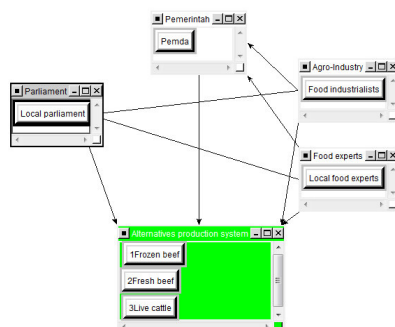 Pemerintah
Pemda
Agro-Industry
Food industrialists
Parliament
Local parliament
Food experts
Local food experts
Alternatives production system
1Frozen beef
2Fresh beef
3Live cattle